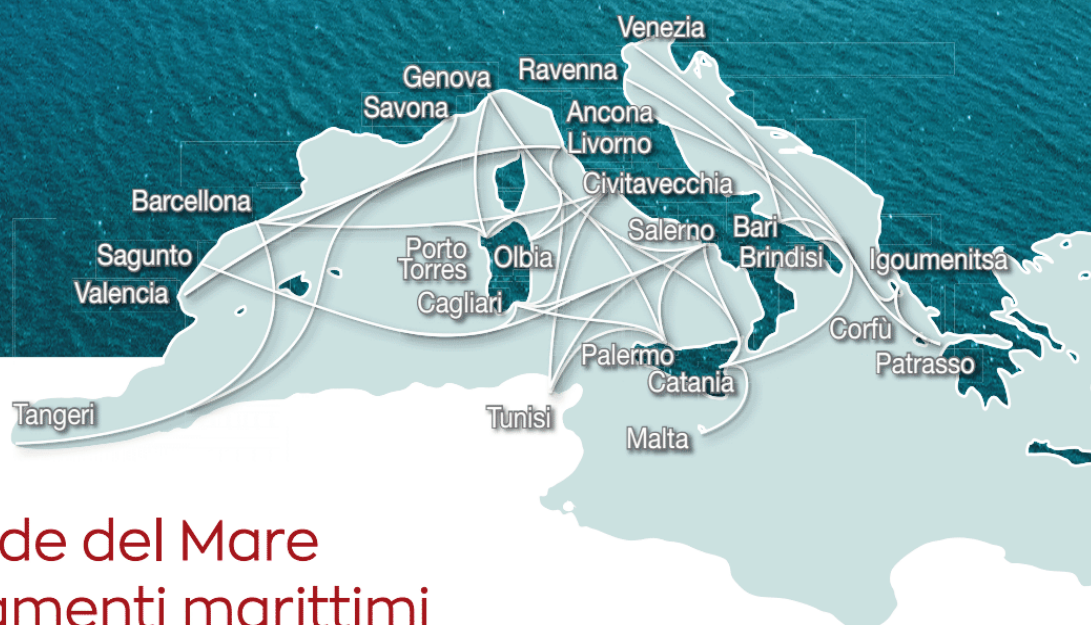 Venezia
Genova
Ravenna
Savona
Ancona
Livorno
Civitavecchia
Barcellona
Salerno
Bari
Sagunto
Porto
Torres
Olbia
Brindisi
Igoumenitsa
Valencia
Cagliari
Corfù
Palermo
Patrasso
Catania
Tangeri
Tunisi
Malta
de del Mare
amenti marittimi